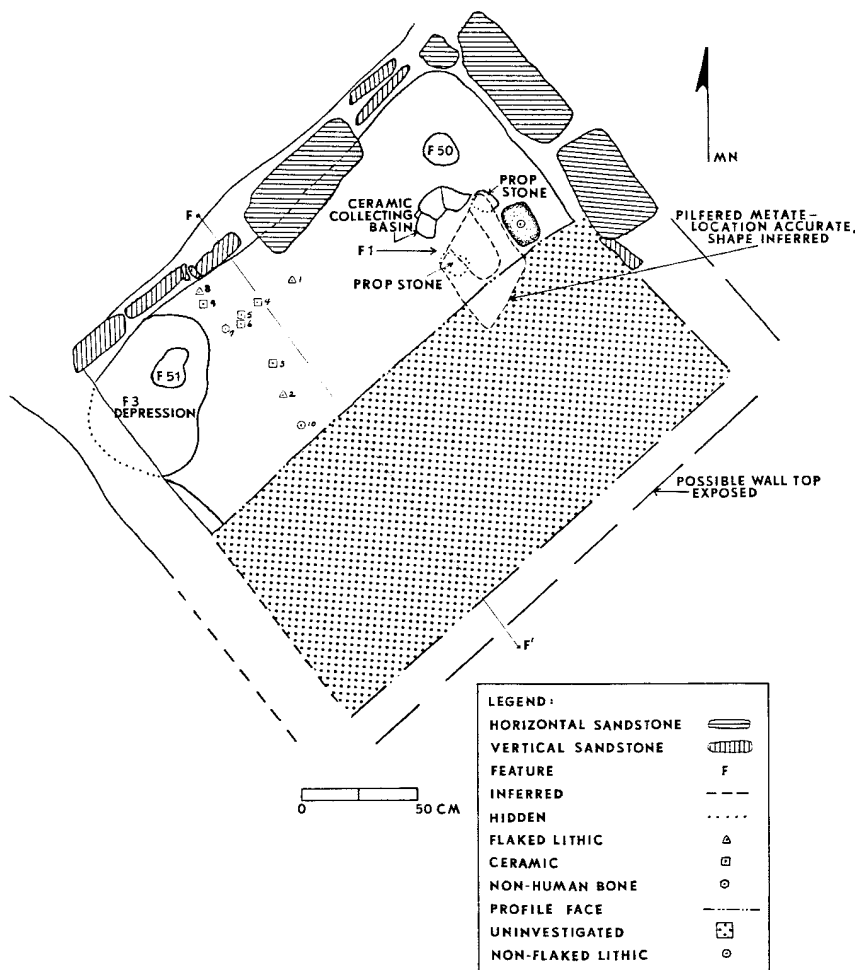 MN
F 50
PROP
STONE
CERAMIC
COLLECTING
BASIN
PILFERED METATE—
LOCATION ACCURATE,
SHAPE INFERRED
F
F 1
PROP STONE
1
8
9
4
5
6
7
3
2
10
F 51
F 3
DEPRESSION
POSSIBLE WALL TOP
EXPOSED
F'
0 50 CM
LEGEND:
HORIZONTAL SANDSTONE
VERTICAL SANDSTONE
FEATURE F
INFERRED
HIDDEN
FLAKED LITHIC
CERAMIC
NON-HUMAN BONE
PROFILE FACE
UNINVESTIGATED
NON-FLAKED LITHIC